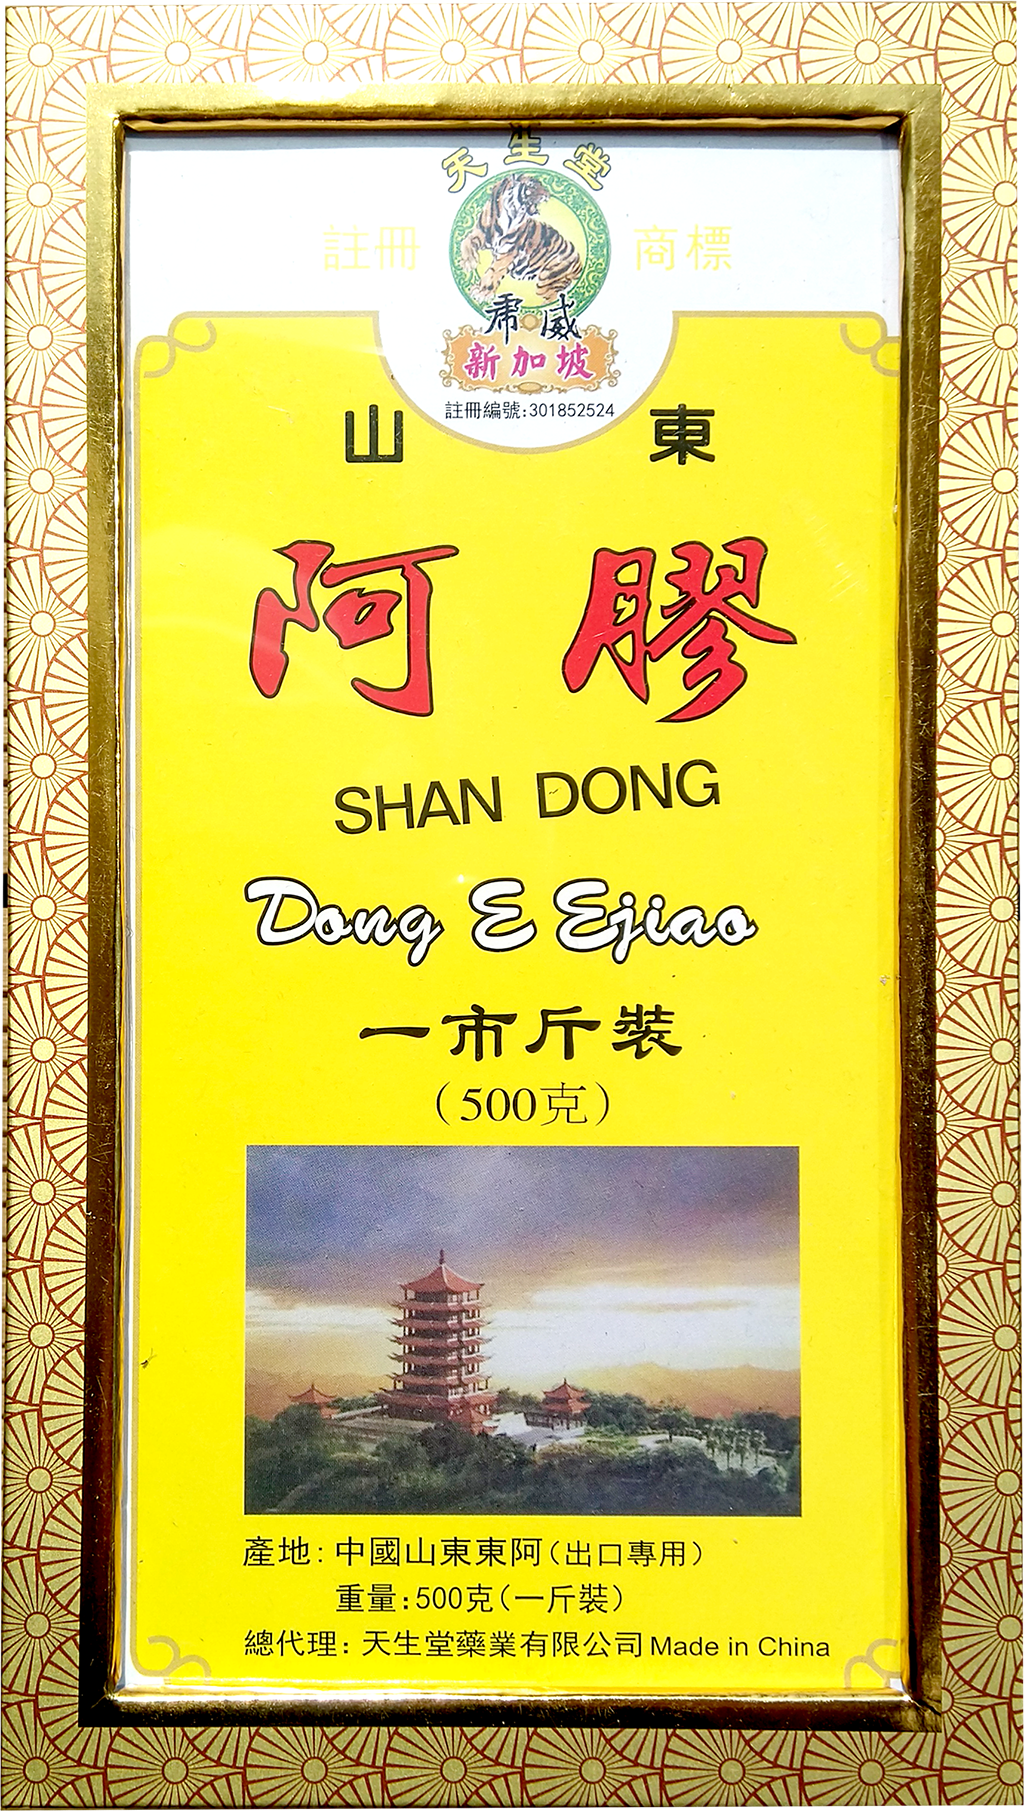 天生堂
註冊 商標
虎威
新加坡
註冊編號:301852524
山 東
阿 膠
SHAN DONG
Dong E Ejiao
一市斤裝
(500克)
產地: 中國山東東阿(出口專用)
重量:500克(一斤裝)
總代理: 天生堂藥業有限公司 Made in China